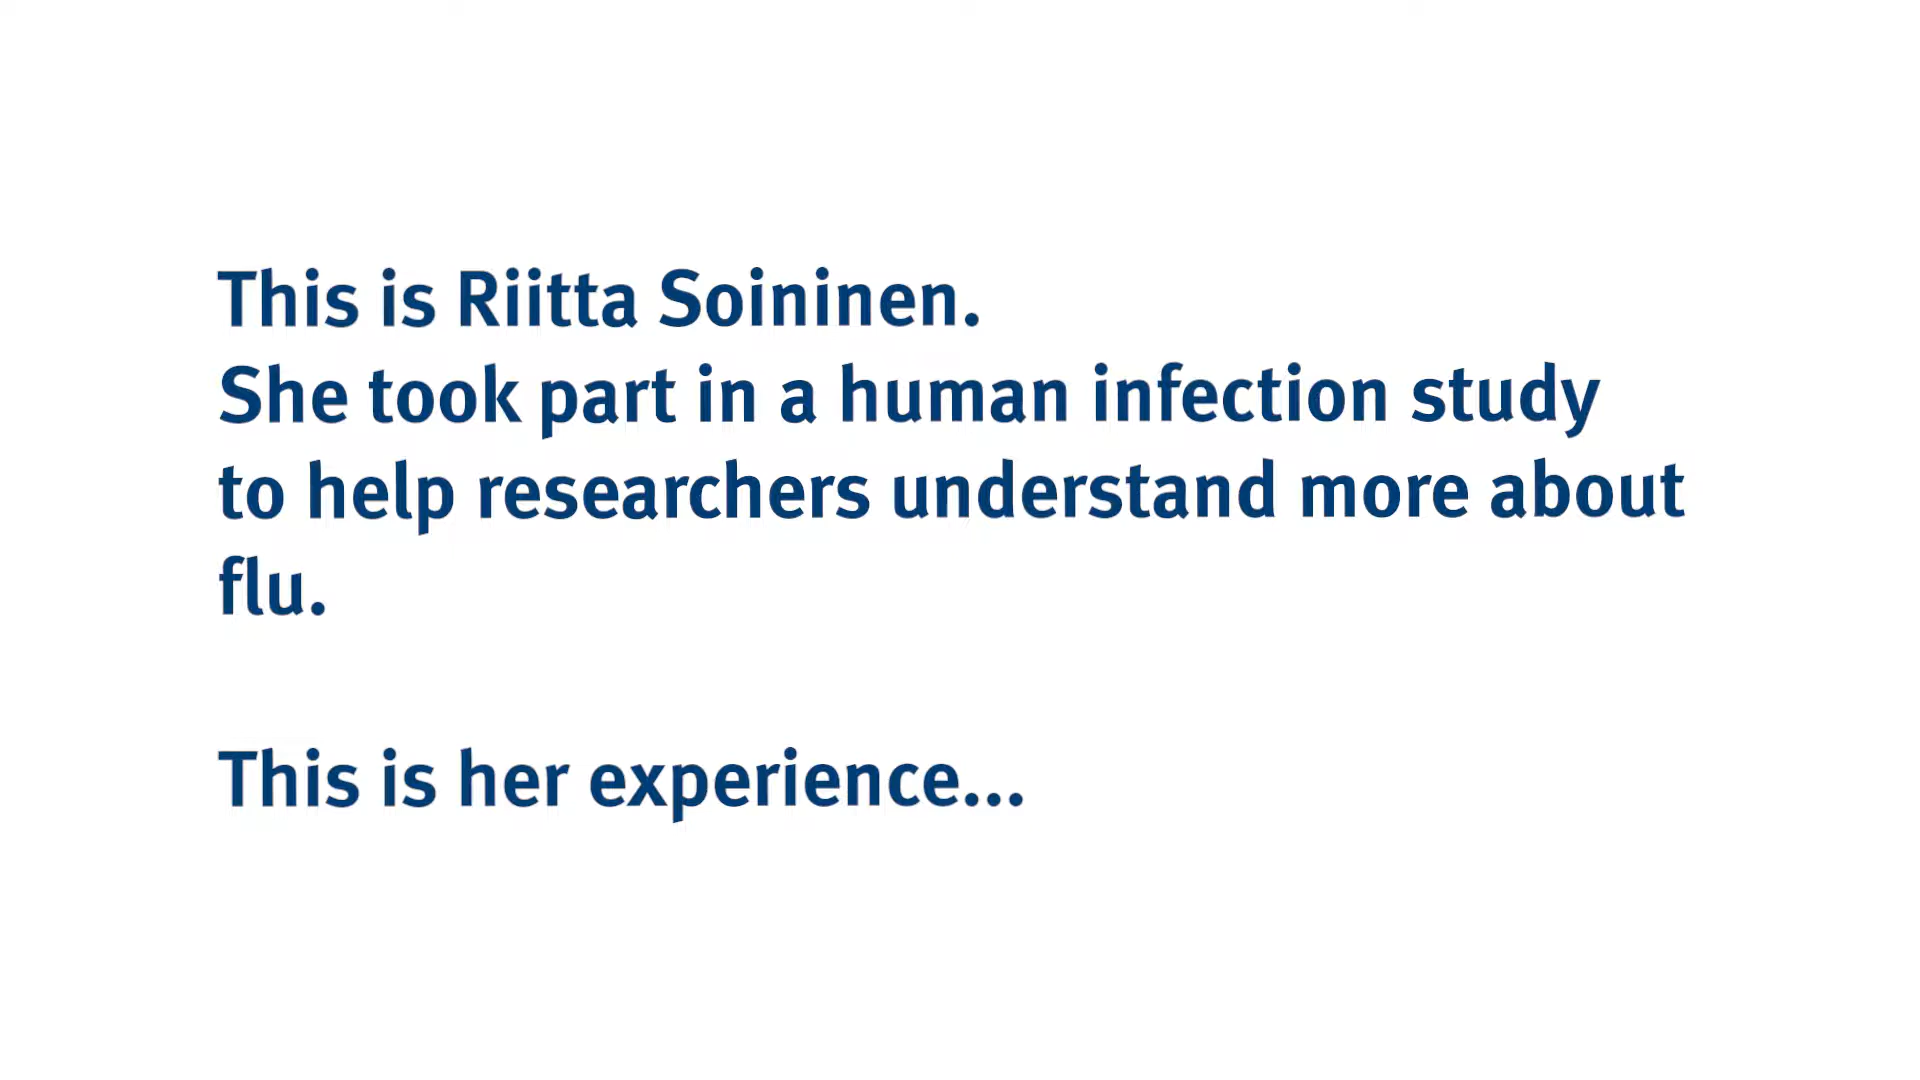 This is Riitta Soininen.
She took part in a human infection study
to help researchers understand more about
flu.
This is her experience...